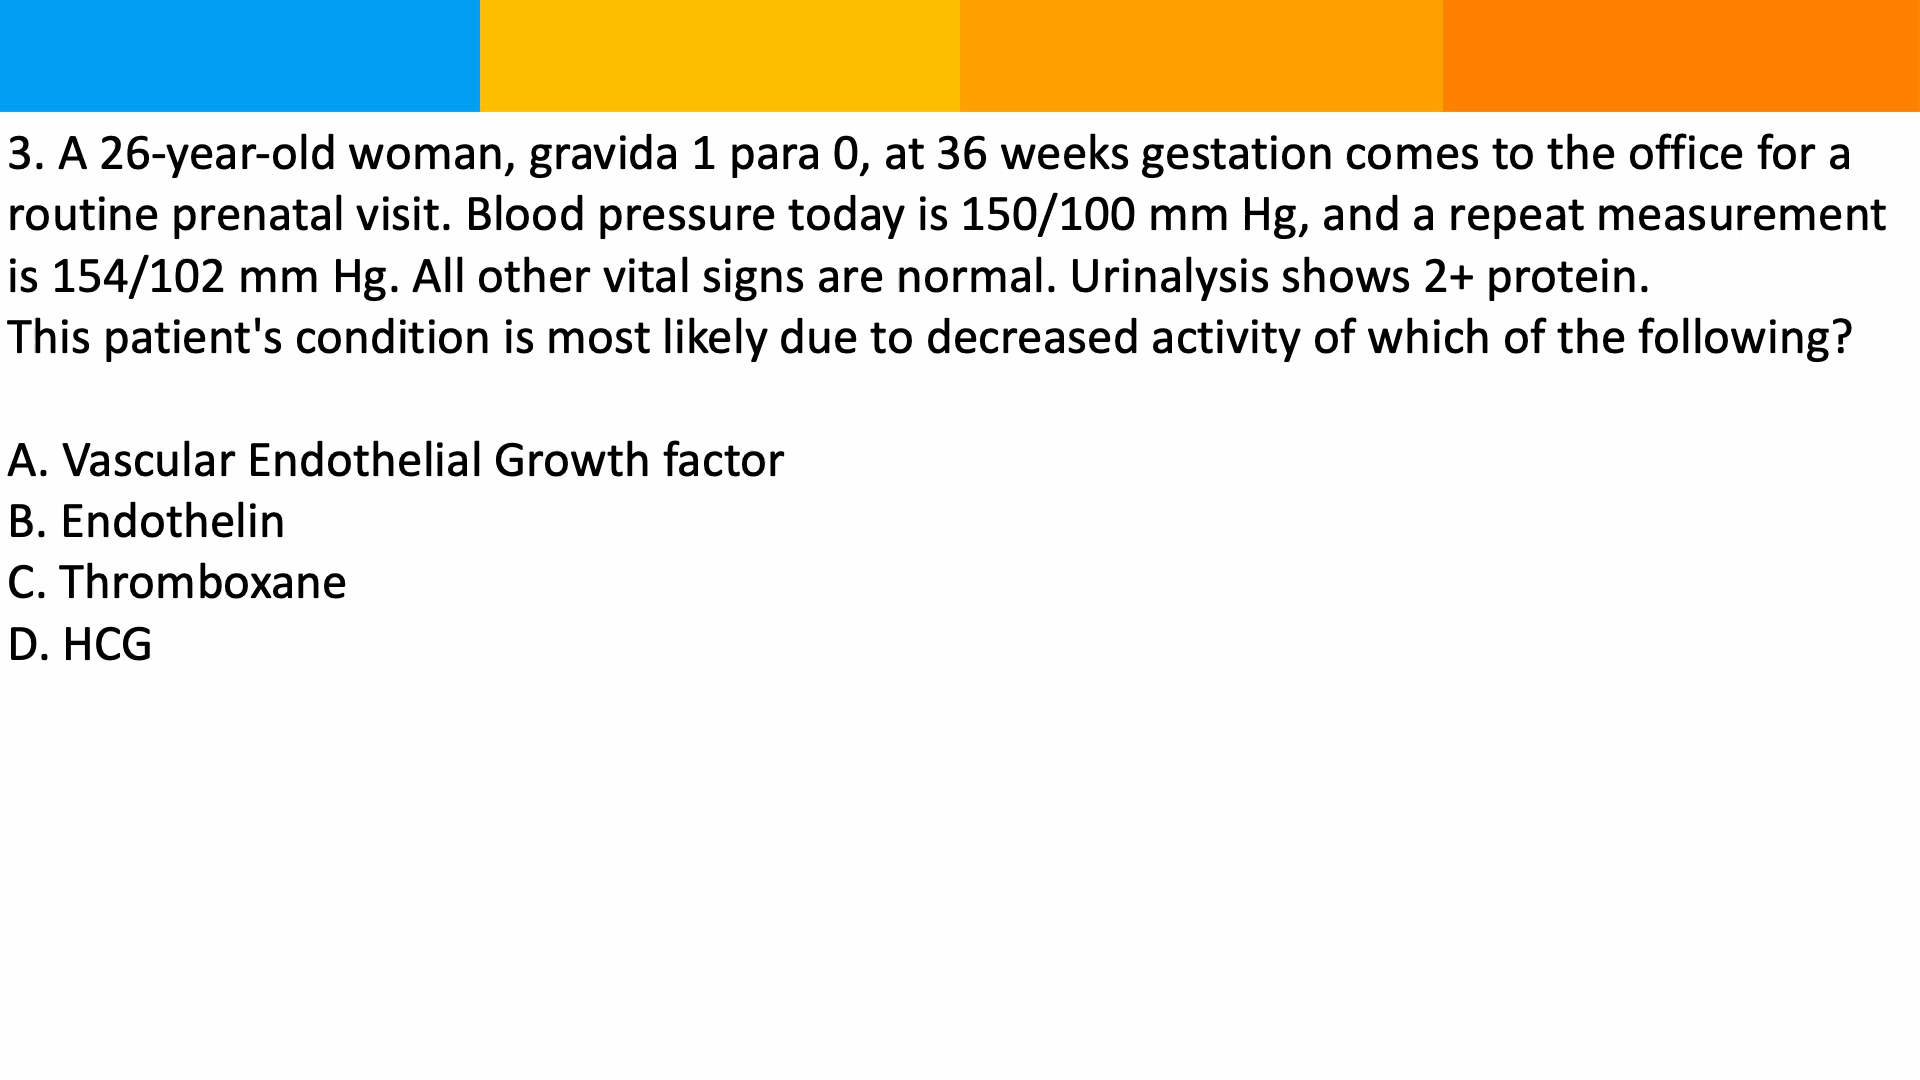 3. A 26-year-old woman, gravida 1 para 0, at 36 weeks gestation comes to the office for a
routine prenatal visit. Blood pressure today is 150/100 mm Hg, and a repeat measurement
is 154/102 mm Hg. All other vital signs are normal. Urinalysis shows 2+ protein.
This patient's condition is most likely due to decreased activity of which of the following?
A. Vascular Endothelial Growth factor
B. Endothelin
C. Thromboxane
D. HCG